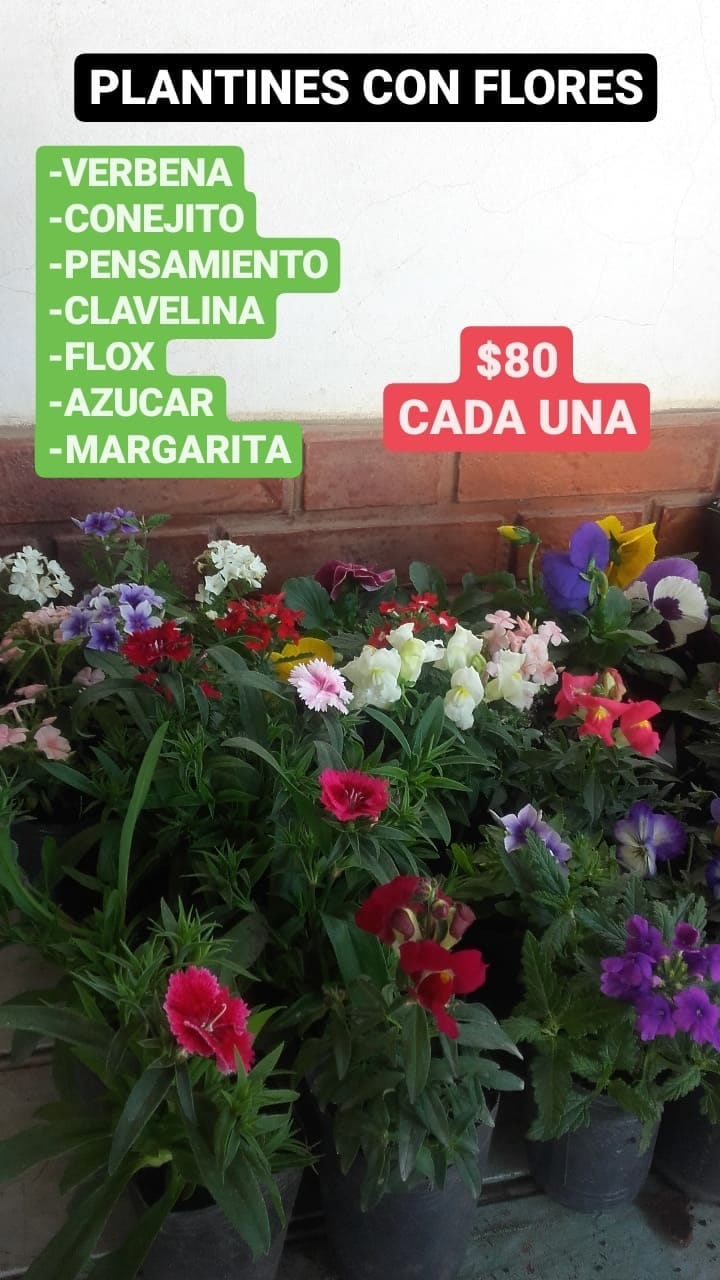 PLANTINES CON FLORES
-VERBENA
-CONEJITO
-PENSAMIENTO
-CLAVELINA
-FLOX
-AZUCAR
-MARGARITA
$80
CADA UNA